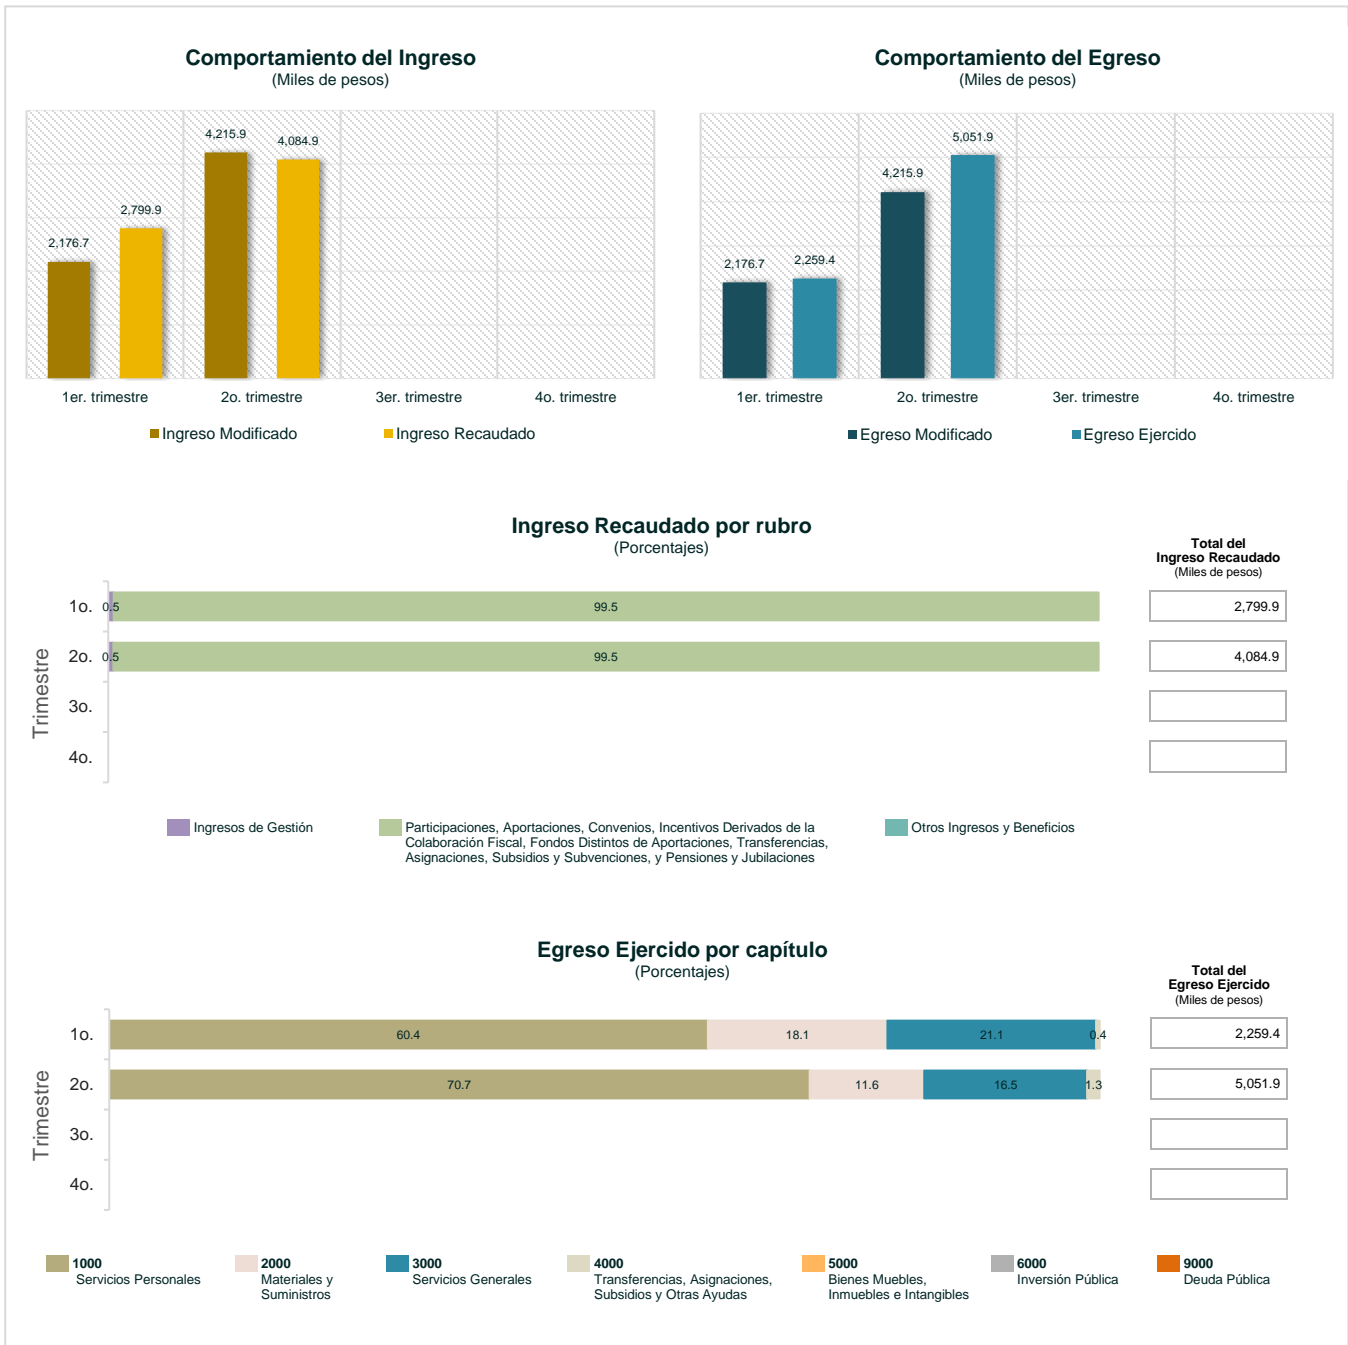 Comportamiento del Ingreso
(Miles de pesos)
4,215.9
4,084.9
2,799.9
2,176.7
1er. trimestre
2o. trimestre
3er. trimestre
4o. trimestre
Ingreso Modificado
Ingreso Recaudado
Comportamiento del Egreso
(Miles de pesos)
5,051.9
4,215.9
2,176.7
2,259.4
1er. trimestre
2o. trimestre
3er. trimestre
4o. trimestre
Egreso Modificado
Egreso Ejercido
Ingreso Recaudado por rubro
(Porcentajes)
Total del
Ingreso Recaudado
(Miles de pesos)
Trimestre
1o.
0.5
99.5
2,799.9
2o.
0.5
99.5
4,084.9
3o.
4o.
Ingresos de Gestión
Participaciones, Aportaciones, Convenios, Incentivos Derivados de la
Colaboración Fiscal, Fondos Distintos de Aportaciones, Transferencias,
Asignaciones, Subsidios y Subvenciones, y Pensiones y Jubilaciones
Otros Ingresos y Beneficios
Egreso Ejercido por capítulo
(Porcentajes)
Total del
Egreso Ejercido
(Miles de pesos)
Trimestre
1o.
60.4
18.1
21.1
0.4
2,259.4
2o.
70.7
11.6
16.5
1.3
5,051.9
3o.
4o.
1000
Servicios Personales
2000
Materiales y
Suministros
3000
Servicios Generales
4000
Transferencias, Asignaciones,
Subsidios y Otras Ayudas
5000
Bienes Muebles,
Inmuebles e Intangibles
6000
Inversión Pública
9000
Deuda Pública